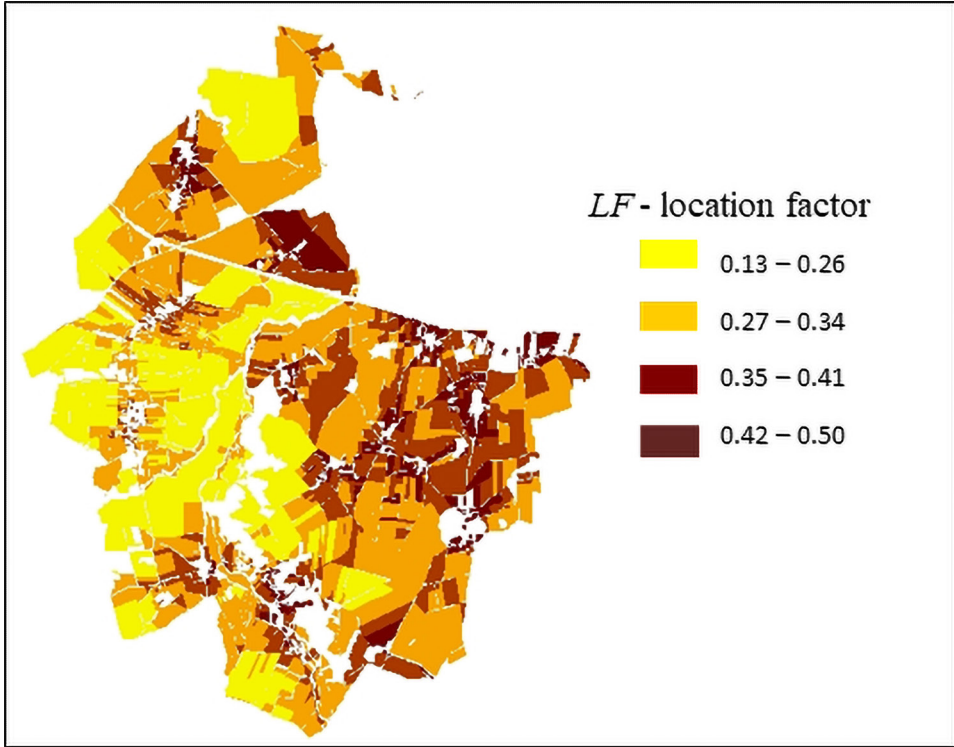 LF - location factor
0.13 – 0.26
0.27 – 0.34
0.35 – 0.41
0.42 – 0.50